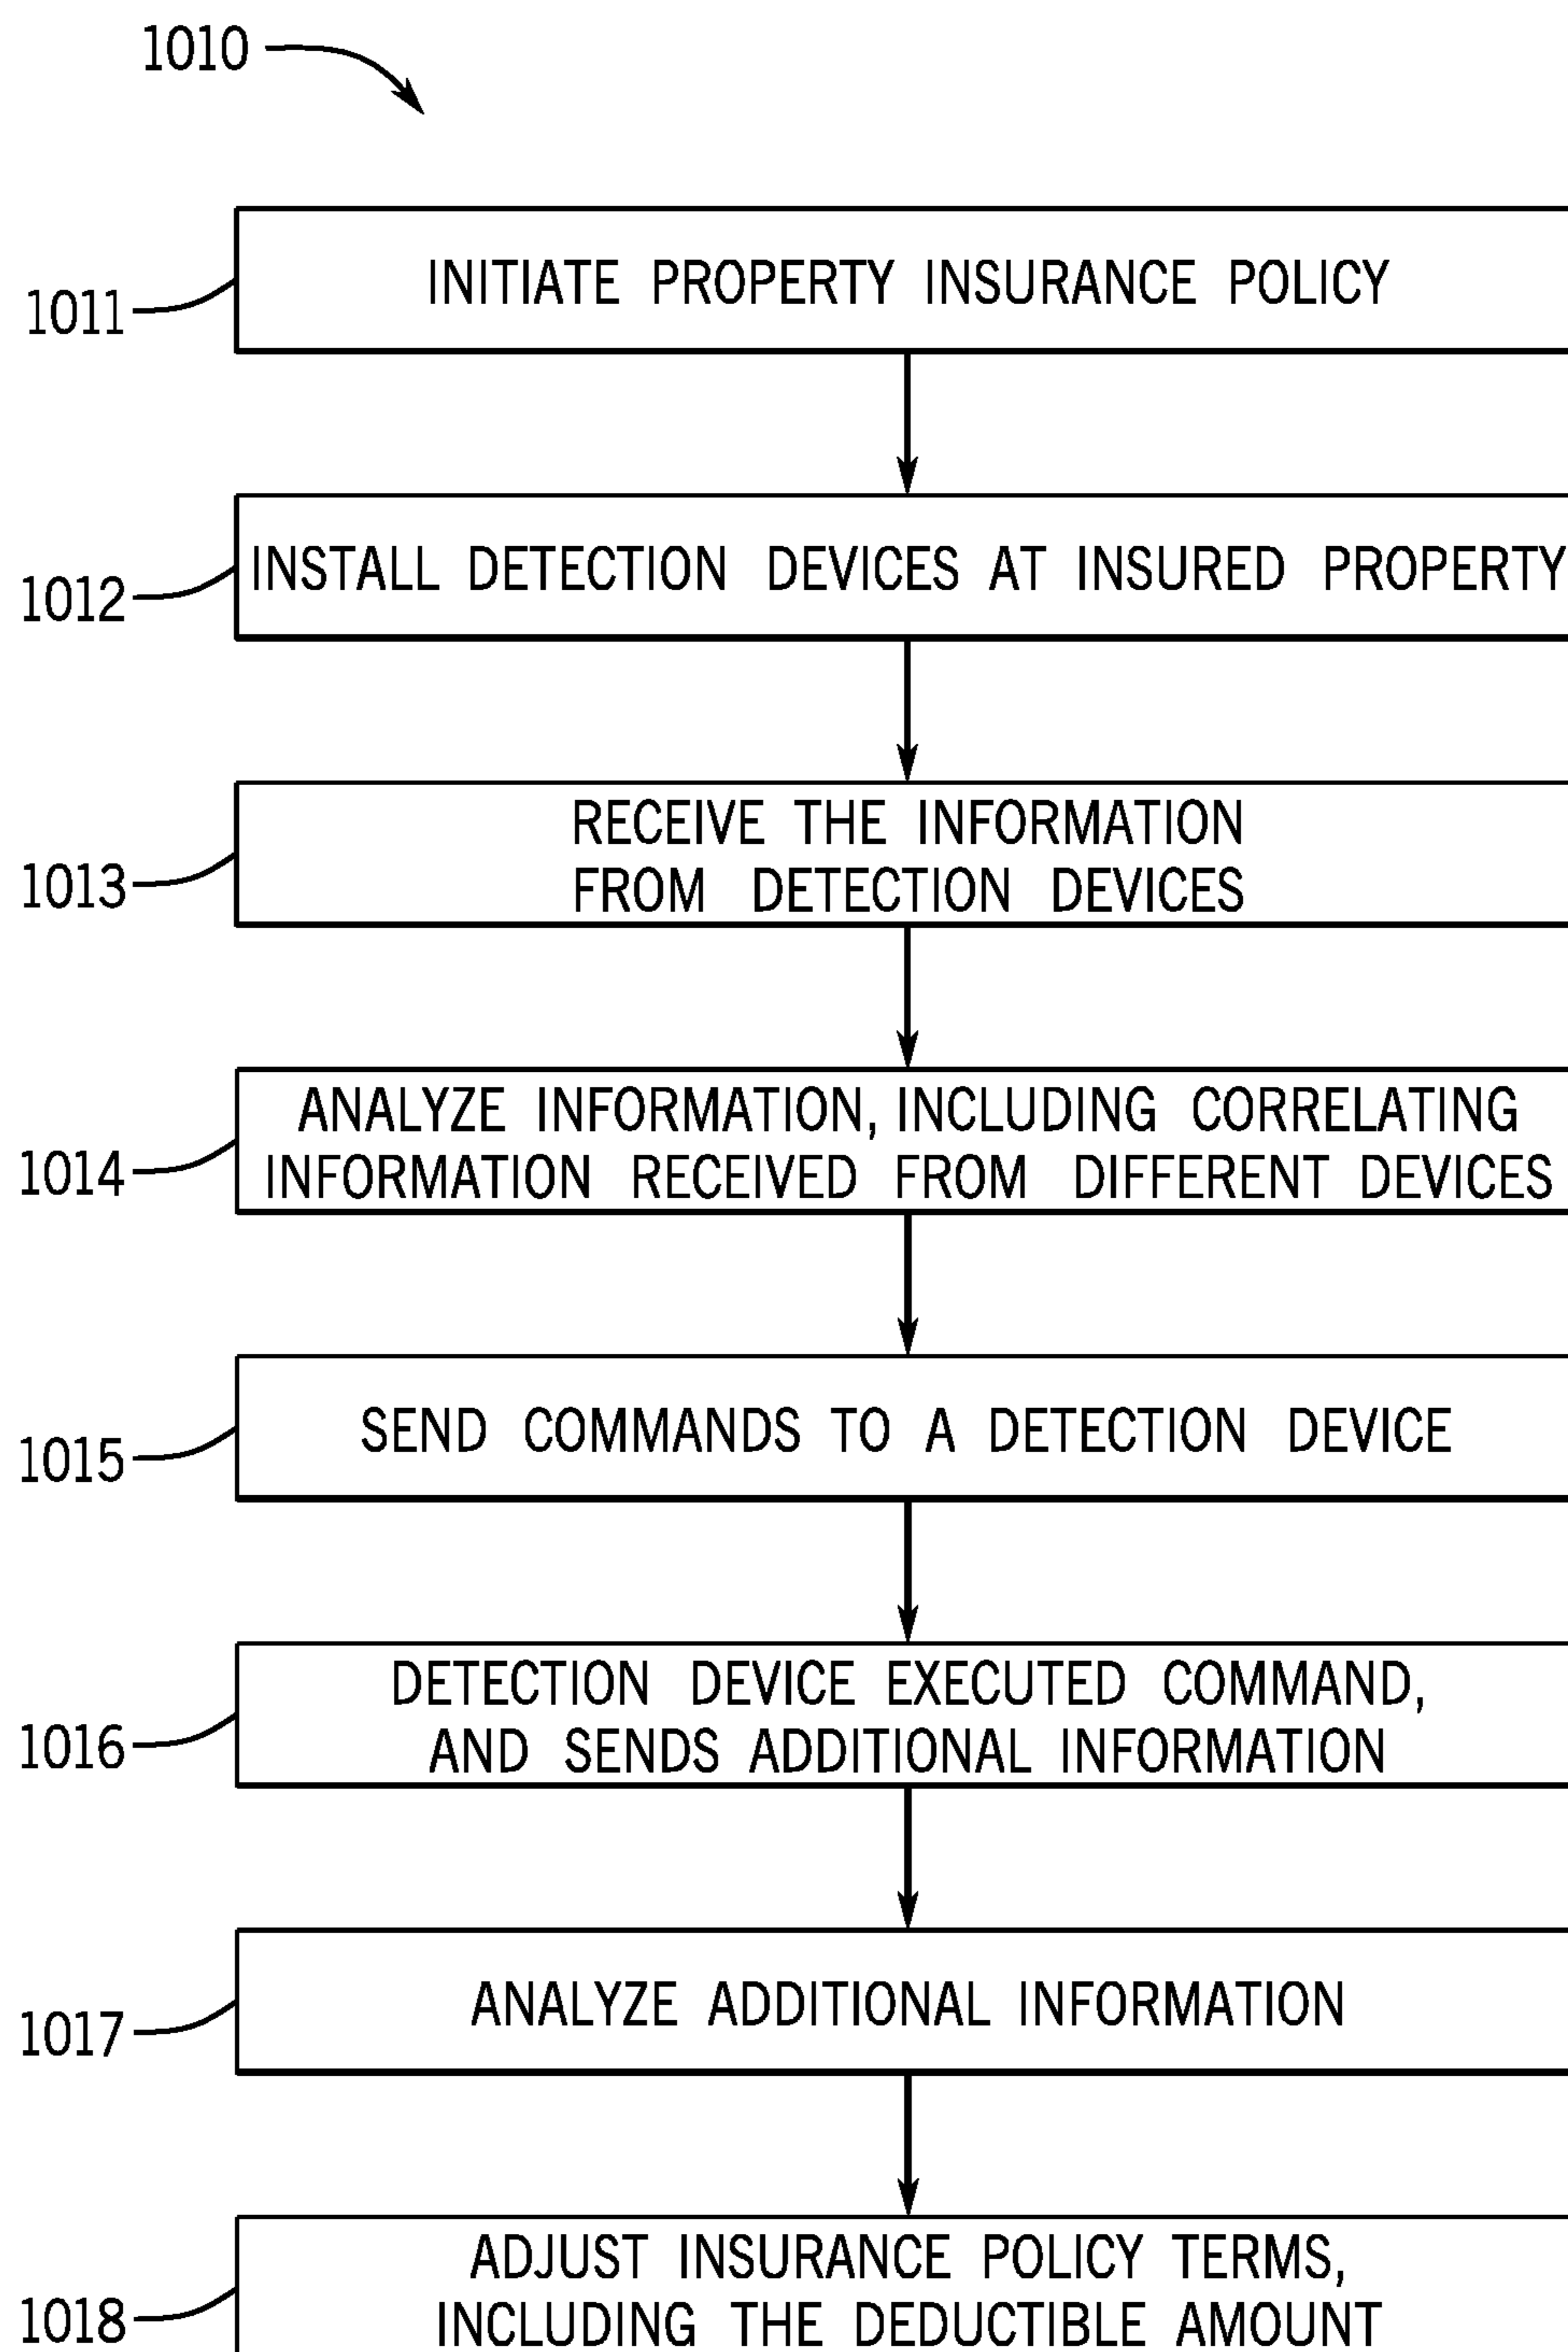 1010
1011
INITIATE PROPERTY INSURANCE POLICY
1012
INSTALL DETECTION DEVICES AT INSURED PROPERTY
1013
RECEIVE THE INFORMATION
FROM DETECTION DEVICES
1014
ANALYZE INFORMATION, INCLUDING CORRELATING
INFORMATION RECEIVED FROM DIFFERENT DEVICES
1015
SEND COMMANDS TO A DETECTION DEVICE
1016
DETECTION DEVICE EXECUTED COMMAND,
AND SENDS ADDITIONAL INFORMATION
1017
ANALYZE ADDITIONAL INFORMATION
1018
ADJUST INSURANCE POLICY TERMS,
INCLUDING THE DEDUCTIBLE AMOUNT